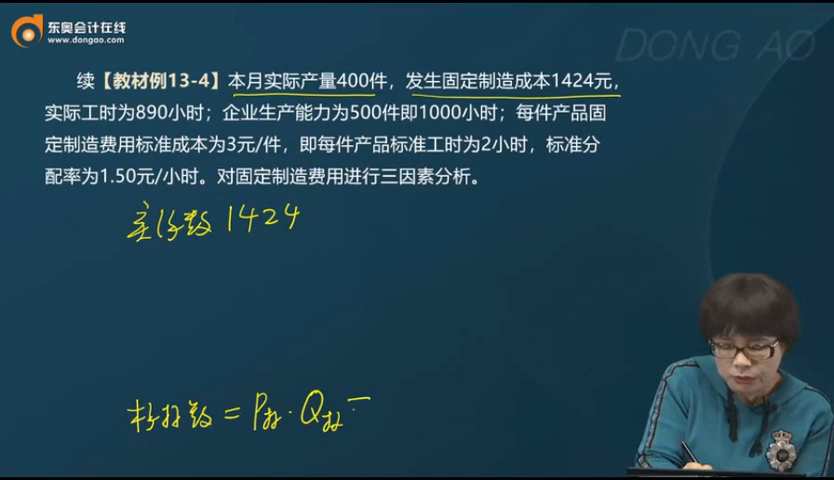 东奥会计在线
www.dongao.com
DONG AO
续【教材例13-4】本月实际产量400件，发生固定制造成本1424元，
实际工时为890小时；企业生产能力为500件即1000小时；每件产品固
定制造费用标准成本为3元/件，即每件产品标准工时为2小时，标准分
配率为1.50元/小时。对固定制造费用进行三因素分析。
实际数 1424
标准数 = P标·Q标